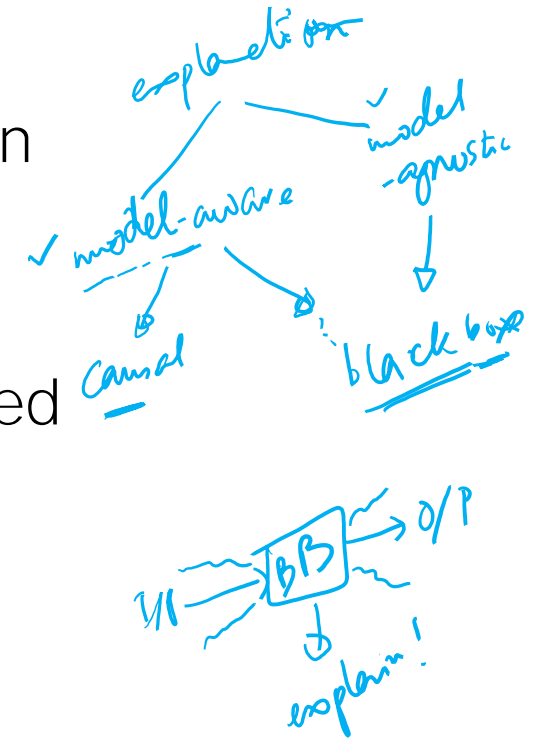 explanation
n
model
-agnostic
model-aware
causal
black box
ed
BB
O/P
I/P
explain!